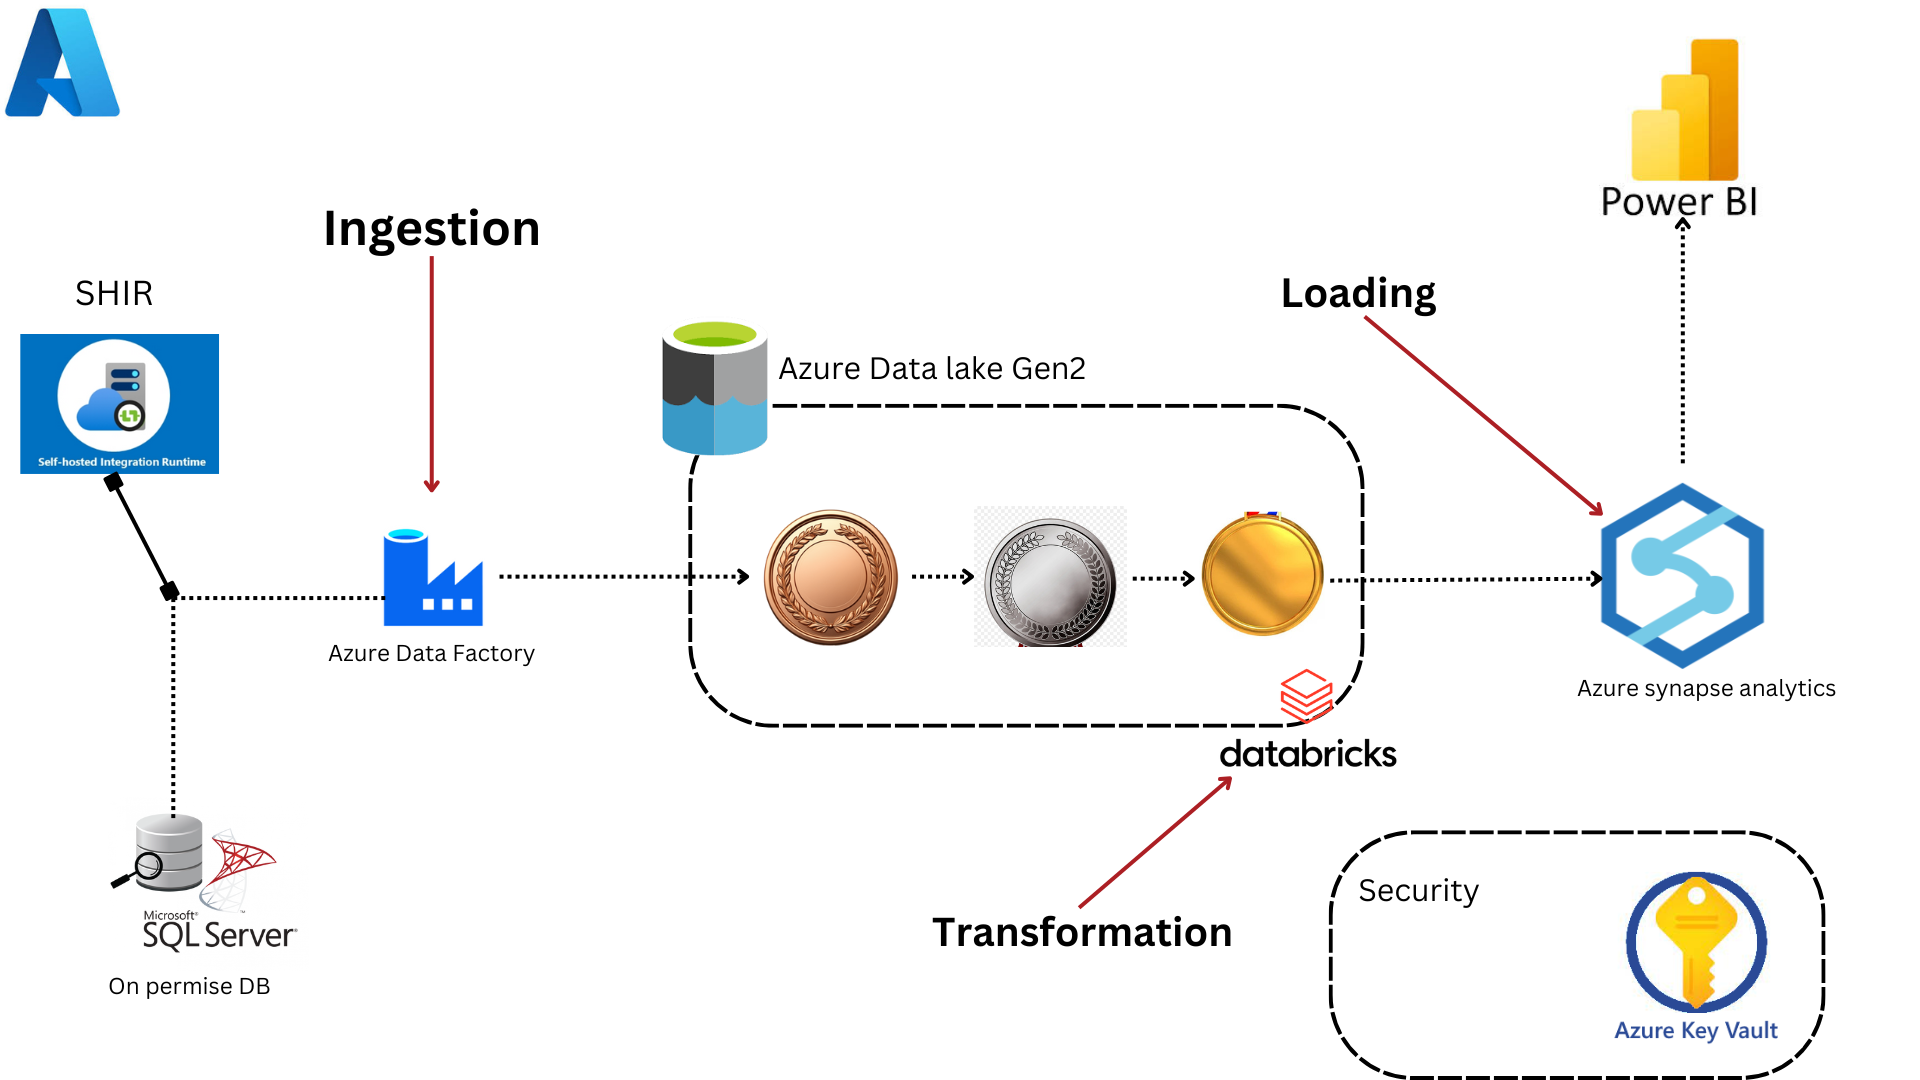 Power BI
Ingestion
SHIR
Loading
Azure Data lake Gen2
Self-hosted Integration Runtime
Azure Data Factory
Azure synapse analytics
databricks
Security
Microsoft®
SQL Server®
Transformation
On permise DB
Azure Key Vault